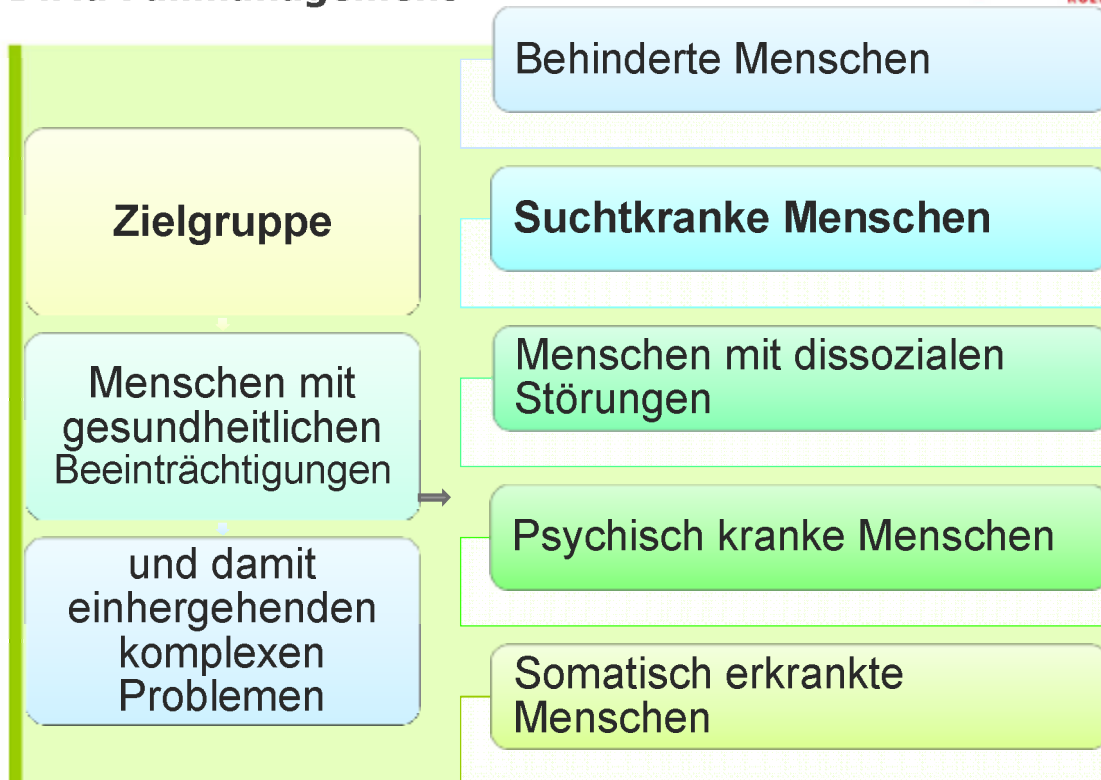 Zielgruppe
Menschen mit
gesundheitlichen
Beeinträchtigungen
und damit
einhergehenden
komplexen
Problemen
Behinderte Menschen
Suchtkranke Menschen
Menschen mit dissozialen
Störungen
Psychisch kranke Menschen
Somatisch erkrankte
Menschen